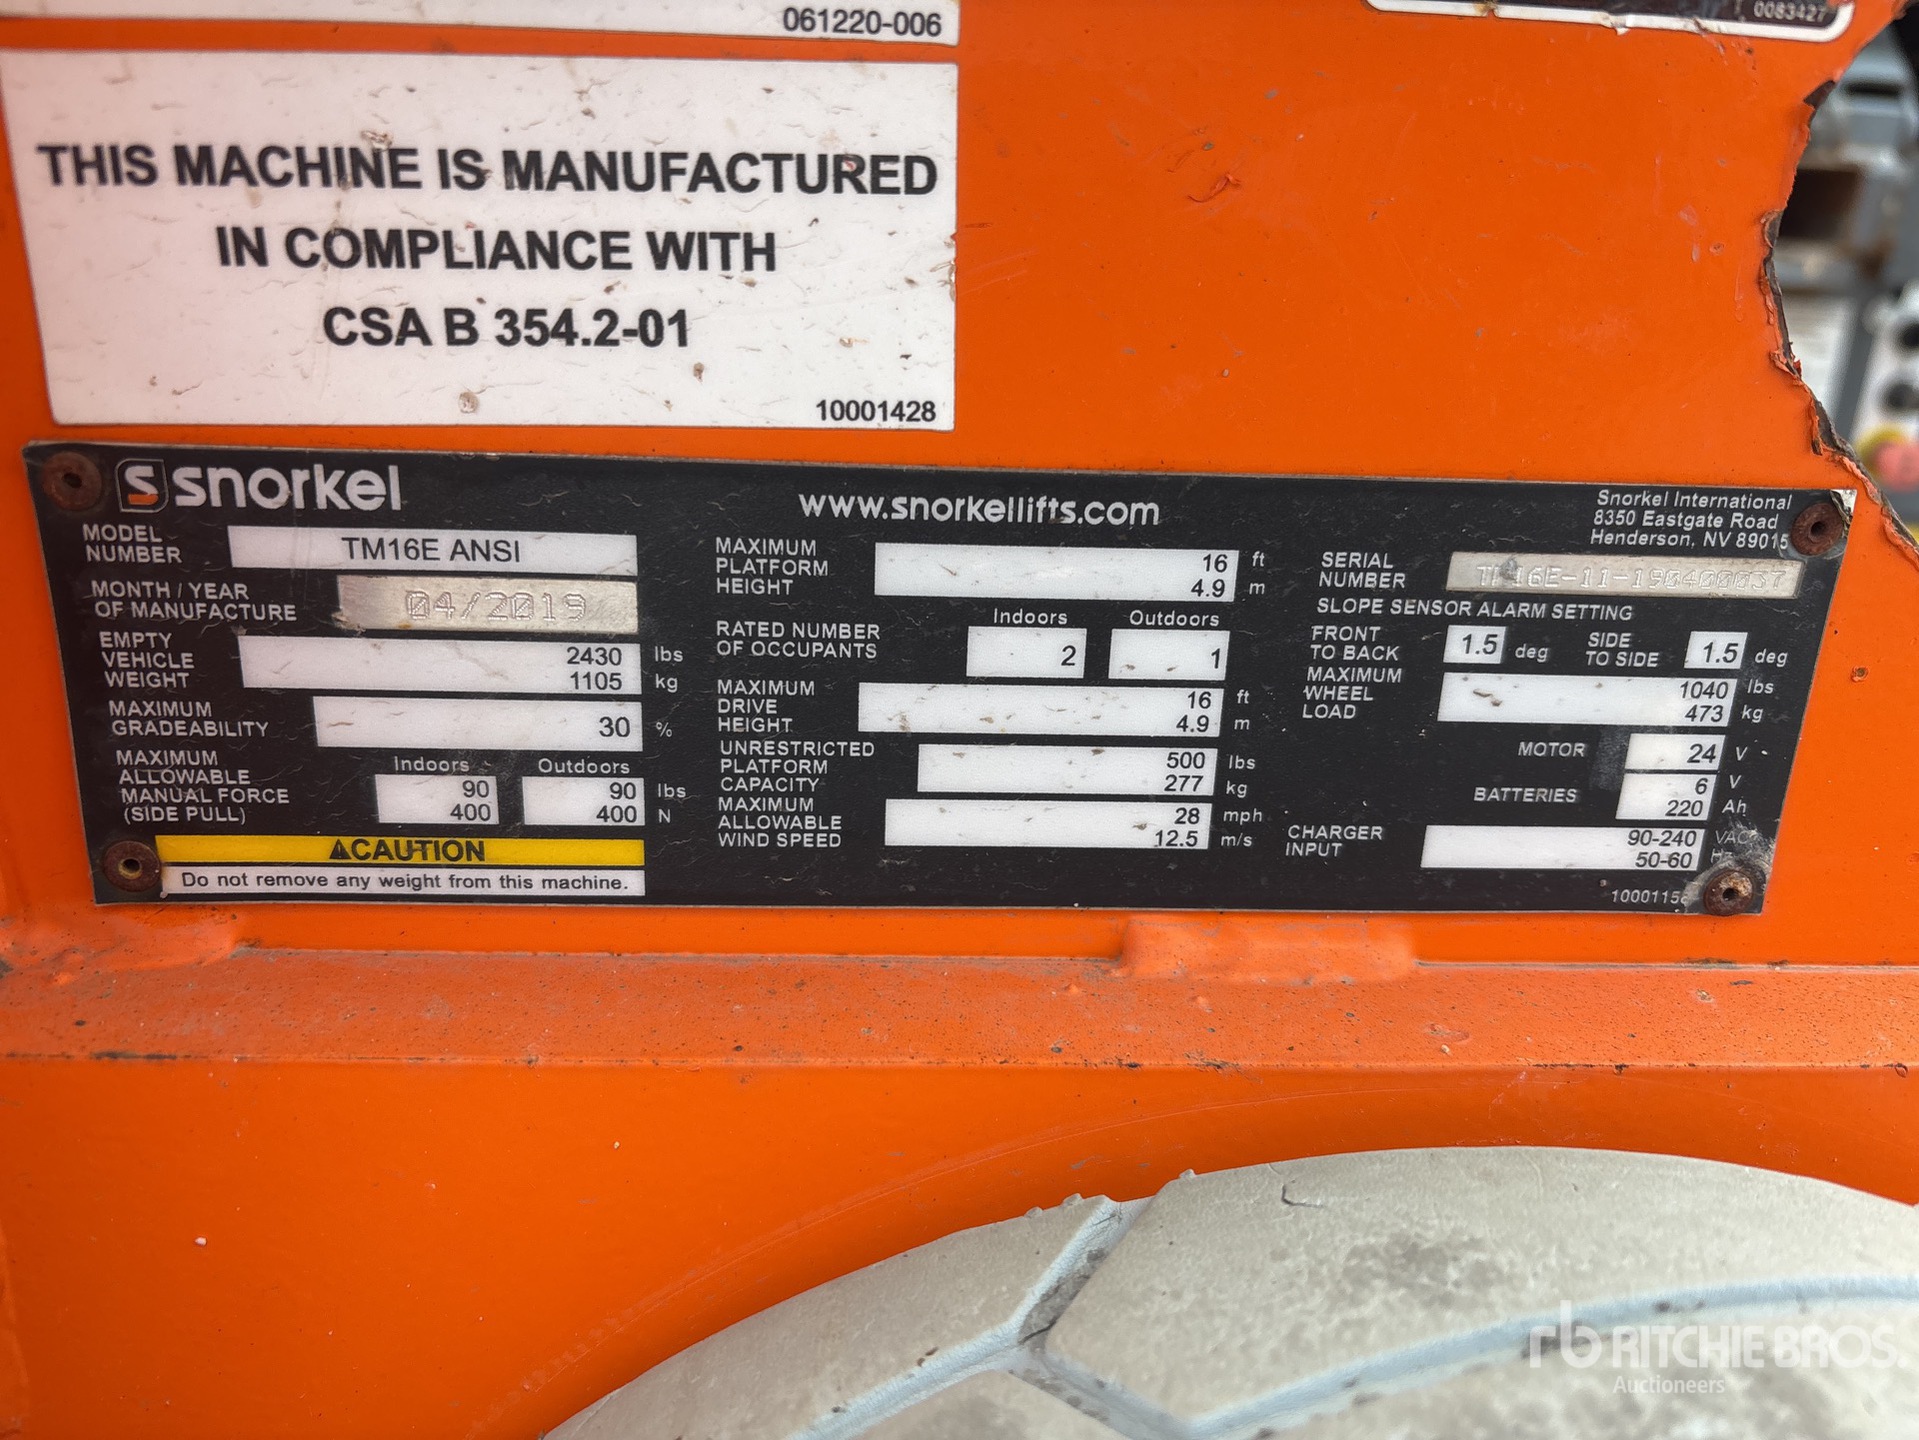 061220-006
0083427
THIS MACHINE IS MANUFACTURED
IN COMPLIANCE WITH
CSA B 354.2-01
10001428
S snorkel
www.snorkellifts.com
Snorkel International
8350 Eastgate Road
Henderson, NV 89015
MODEL
NUMBER
TM16E ANSI
MONTH / YEAR
OF MANUFACTURE
04/2019
EMPTY
VEHICLE
WEIGHT
2430 lbs
1105 kg
MAXIMUM
GRADEABILITY
30 %
MAXIMUM
ALLOWABLE
MANUAL FORCE
(SIDE PULL)
Indoors Outdoors
90 90 lbs
400 400 N
⚠CAUTION
Do not remove any weight from this machine.
MAXIMUM
PLATFORM
HEIGHT
16 ft
4.9 m
RATED NUMBER
OF OCCUPANTS
Indoors Outdoors
2 1
MAXIMUM
DRIVE
HEIGHT
16 ft
4.9 m
UNRESTRICTED
PLATFORM
CAPACITY
500 lbs
277 kg
MAXIMUM
ALLOWABLE
WIND SPEED
28 mph
12.5 m/s
SERIAL
NUMBER
TM16E-11-190400037
SLOPE SENSOR ALARM SETTING
FRONT
TO BACK
1.5 deg
SIDE
TO SIDE
1.5 deg
MAXIMUM
WHEEL
LOAD
1040 lbs
473 kg
MOTOR 24 V
BATTERIES
6 V
220 Ah
CHARGER
INPUT
90-240 VAC
50-60
rb RITCHIE BROS.
Auctioneers